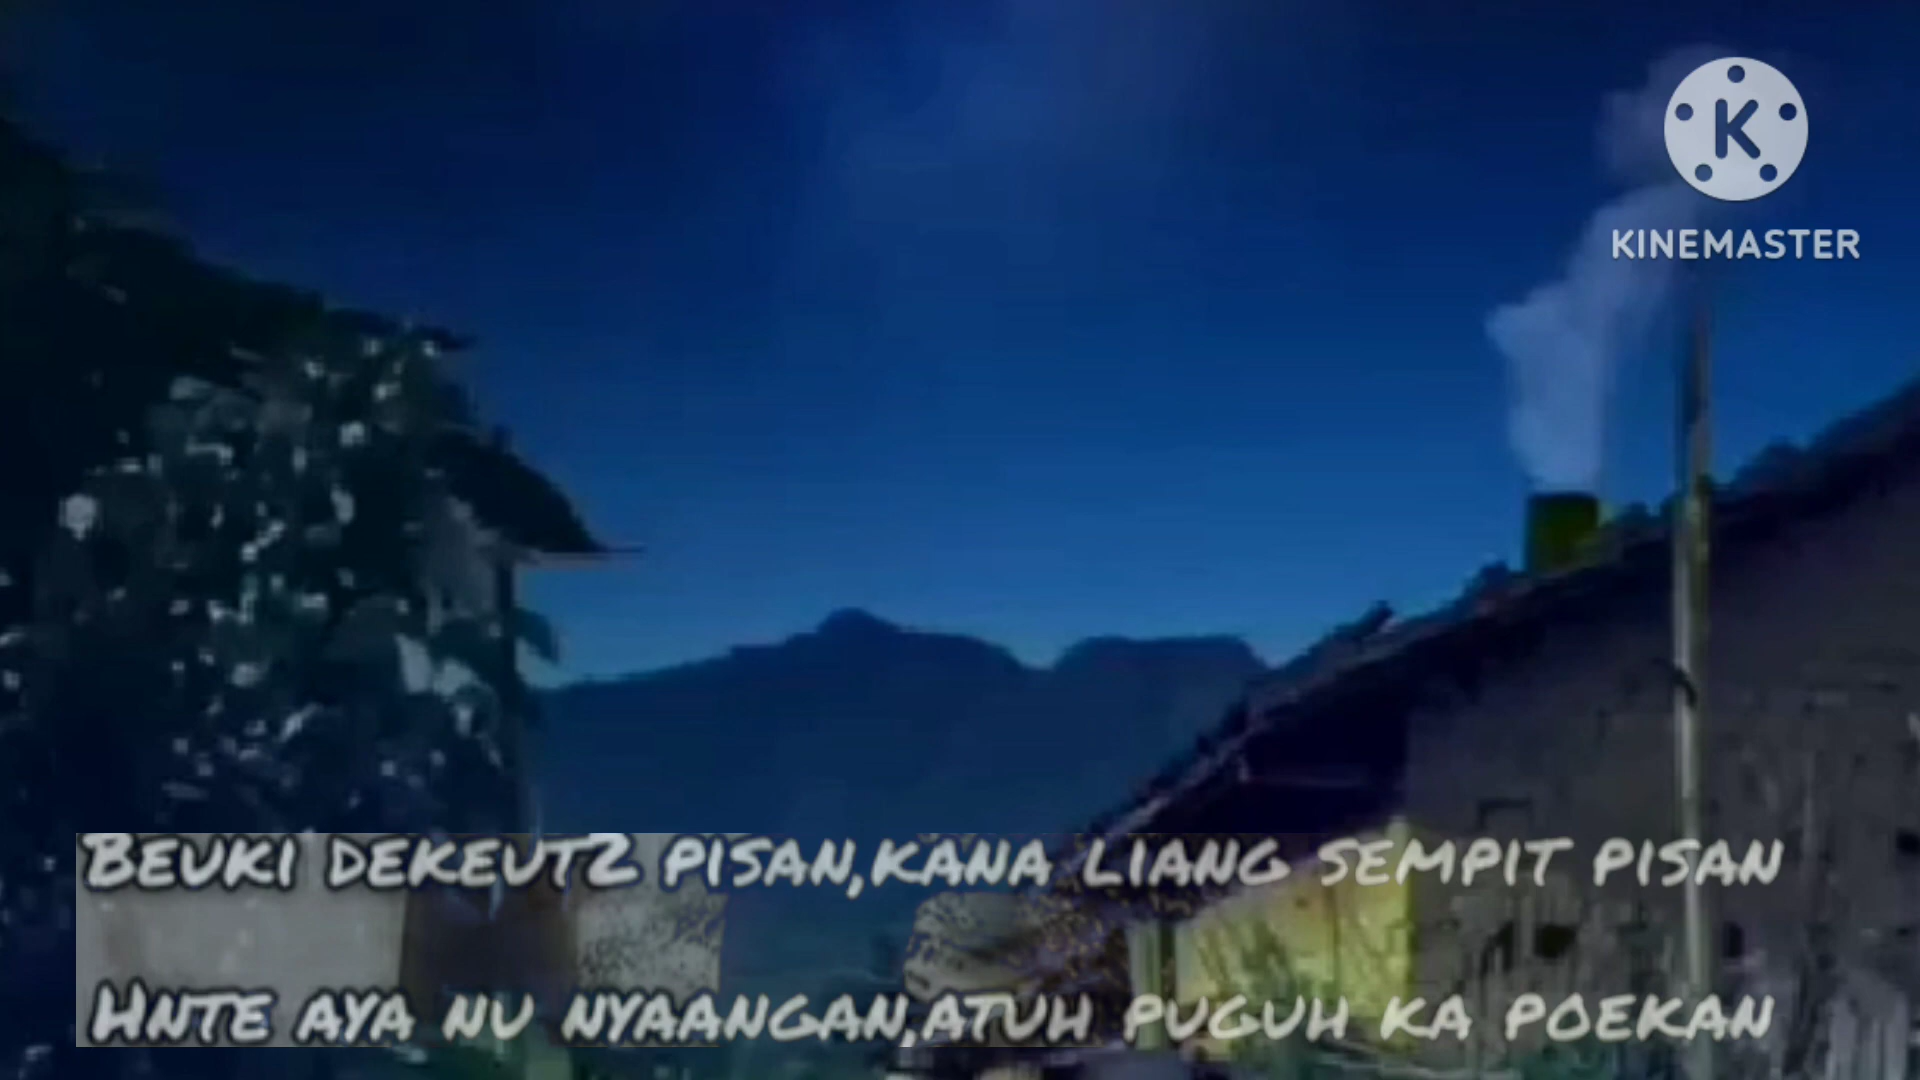 KINEMASTER
BEUKI DEKEUT2 PISAN,KANA LIANG SEMPIT PISAN
HNTE AYA NU NYAANGAN,ATUH PUGUH KA POEKAN